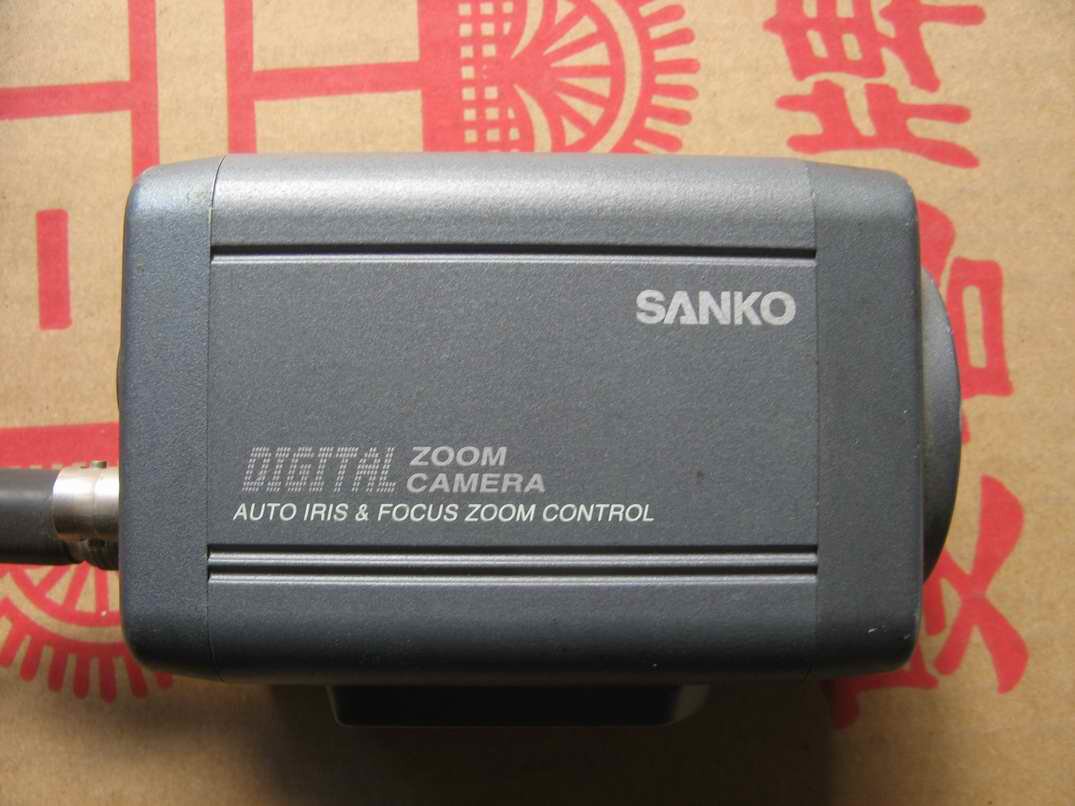 SANKO
DIGITAL ZOOM CAMERA
AUTO IRIS & FOCUS ZOOM CONTROL